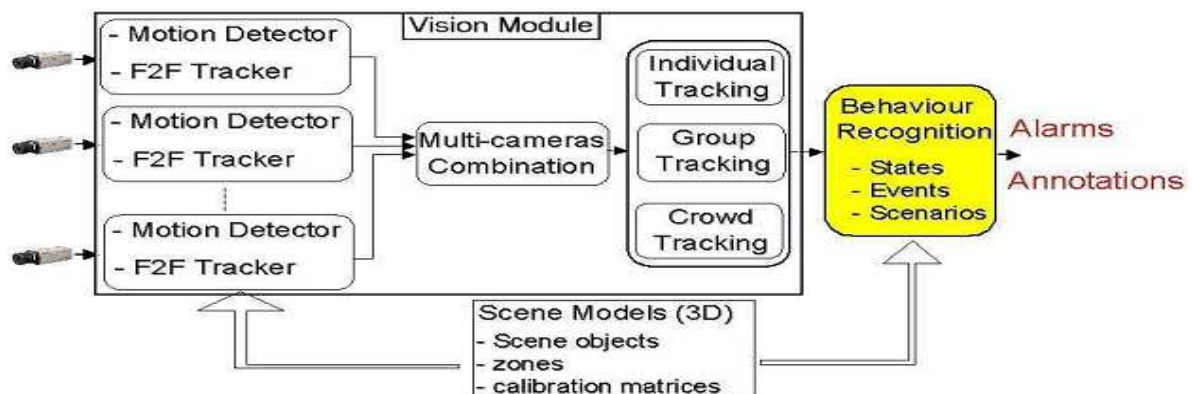 Vision Module
- Motion Detector
- F2F Tracker
- Motion Detector
- F2F Tracker
- Motion Detector
- F2F Tracker
Multi-cameras
Combination
Individual
Tracking
Group
Tracking
Crowd
Tracking
Behaviour
Recognition
- States
- Events
- Scenarios
Alarms
Annotations
Scene Models (3D)
- Scene objects
- zones
- calibration matrices